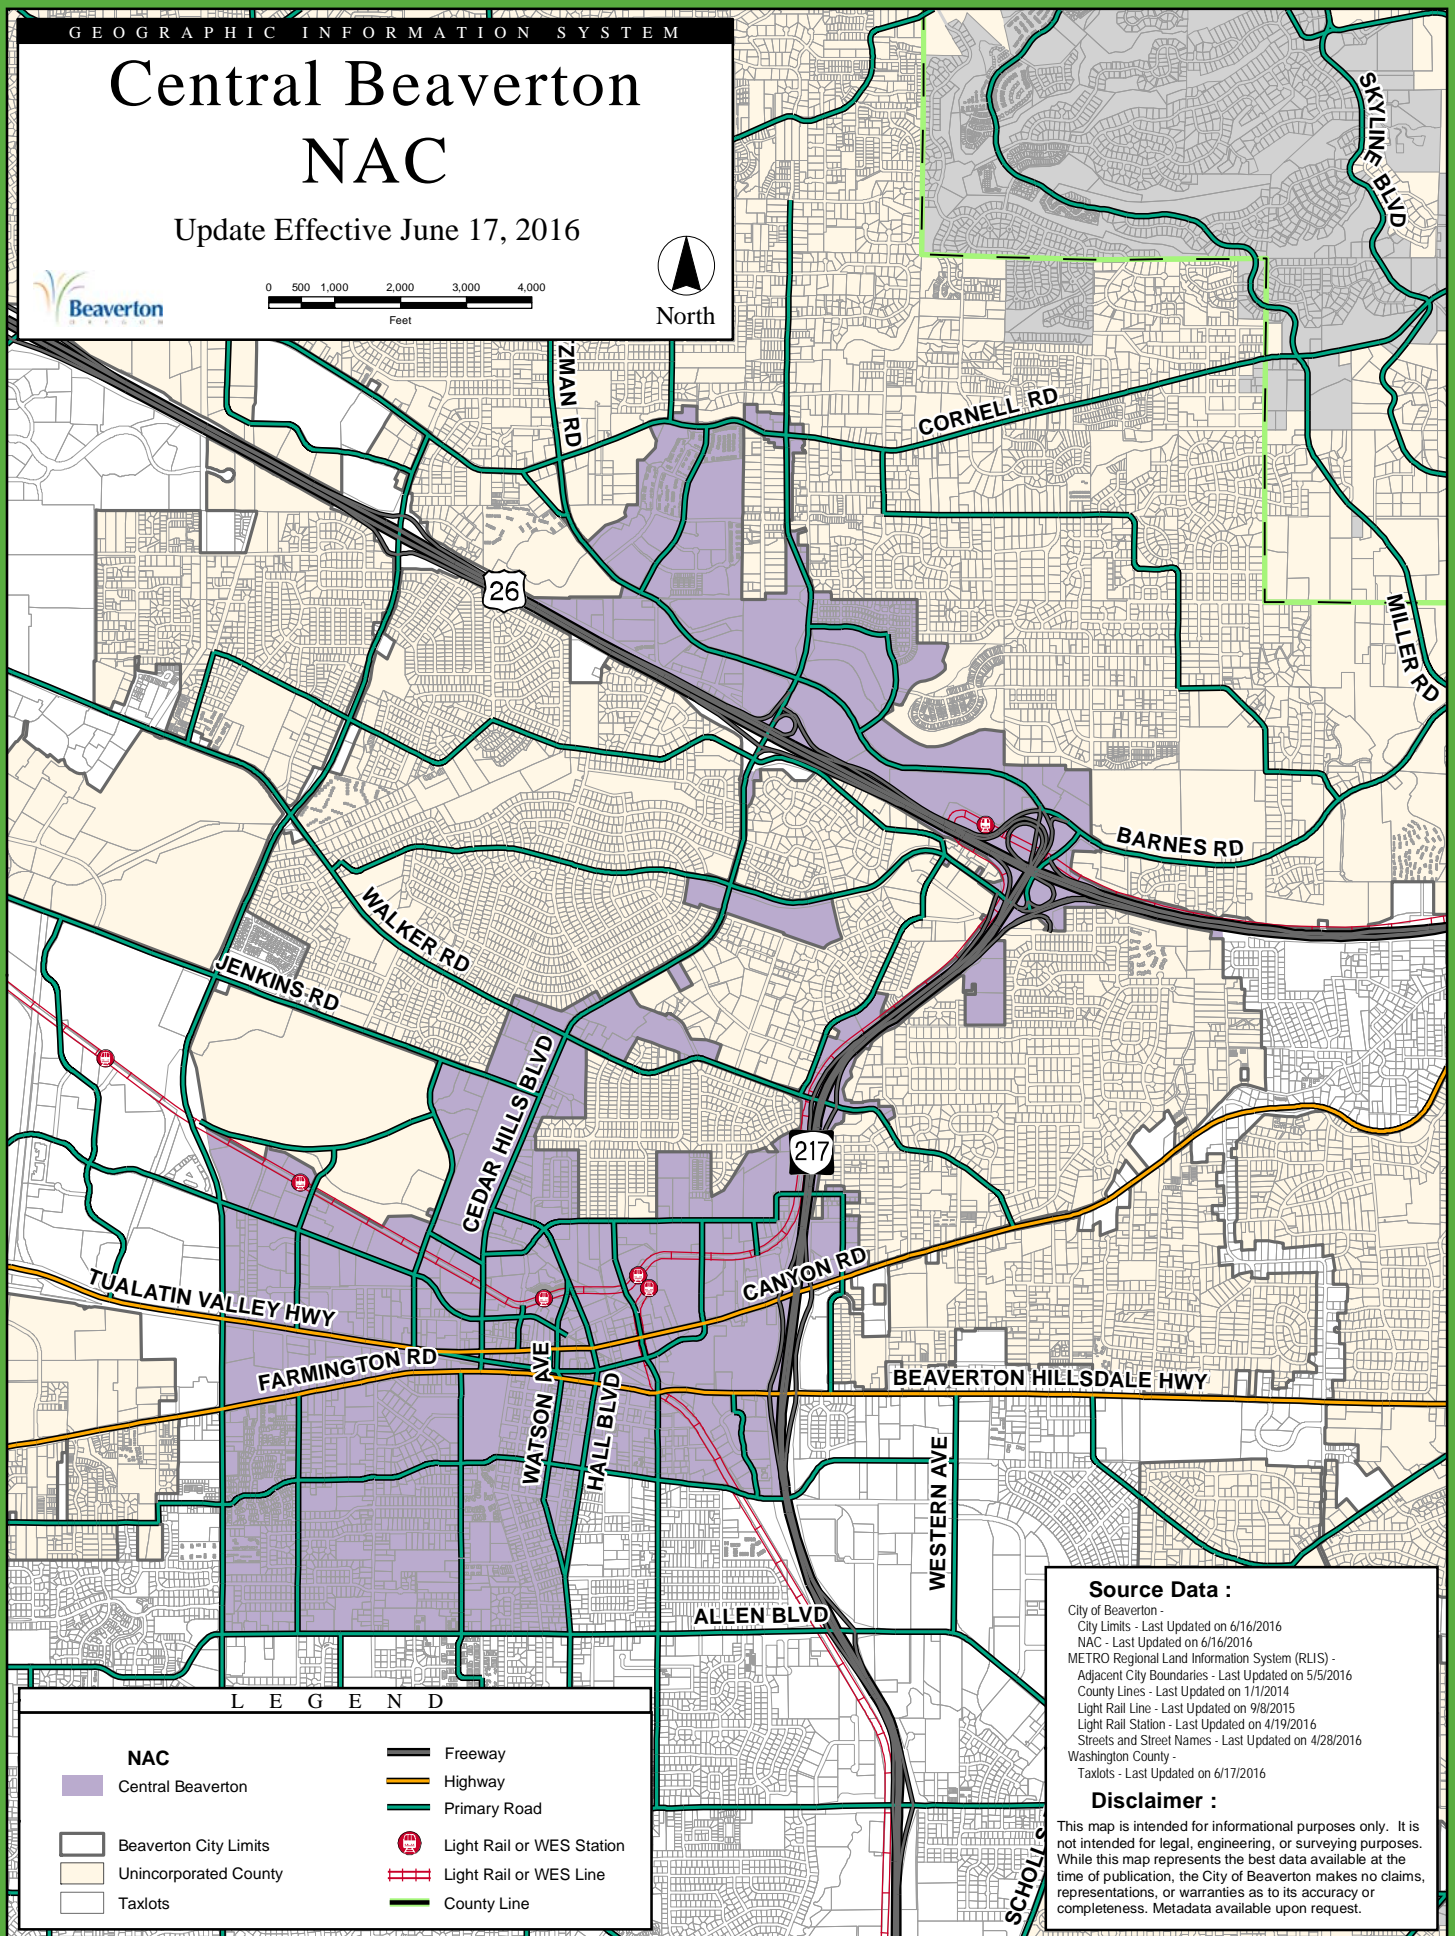 GEOGRAPHIC INFORMATION SYSTEM
Central Beaverton
NAC
Update Effective June 17, 2016
Beaverton
OREGON
0 500 1,000 2,000 3,000 4,000
Feet
North
SKYLINE BLVD
ZMAN RD
CORNELL RD
26
MILLER RD
BARNES RD
WALKER RD
JENKINS RD
CEDAR HILLS BLVD
217
CANYON RD
TUALATIN VALLEY HWY
FARMINGTON RD
WATSON AVE
HALL BLVD
BEAVERTON HILLSDALE HWY
WESTERN AVE
ALLEN BLVD
SCHOLLS
Source Data :
City of Beaverton -
City Limits - Last Updated on 6/16/2016
NAC - Last Updated on 6/16/2016
METRO Regional Land Information System (RLIS) -
Adjacent City Boundaries - Last Updated on 5/5/2016
County Lines - Last Updated on 1/1/2014
Light Rail Line - Last Updated on 9/8/2015
Light Rail Station - Last Updated on 4/19/2016
Streets and Street Names - Last Updated on 4/28/2016
Washington County -
Taxlots - Last Updated on 6/17/2016
Disclaimer :
This map is intended for informational purposes only. It is
not intended for legal, engineering, or surveying purposes.
While this map represents the best data available at the
time of publication, the City of Beaverton makes no claims,
representations, or warranties as to its accuracy or
completeness. Metadata available upon request.
LEGEND
NAC
Central Beaverton
Beaverton City Limits
Unincorporated County
Taxlots
Freeway
Highway
Primary Road
Light Rail or WES Station
Light Rail or WES Line
County Line